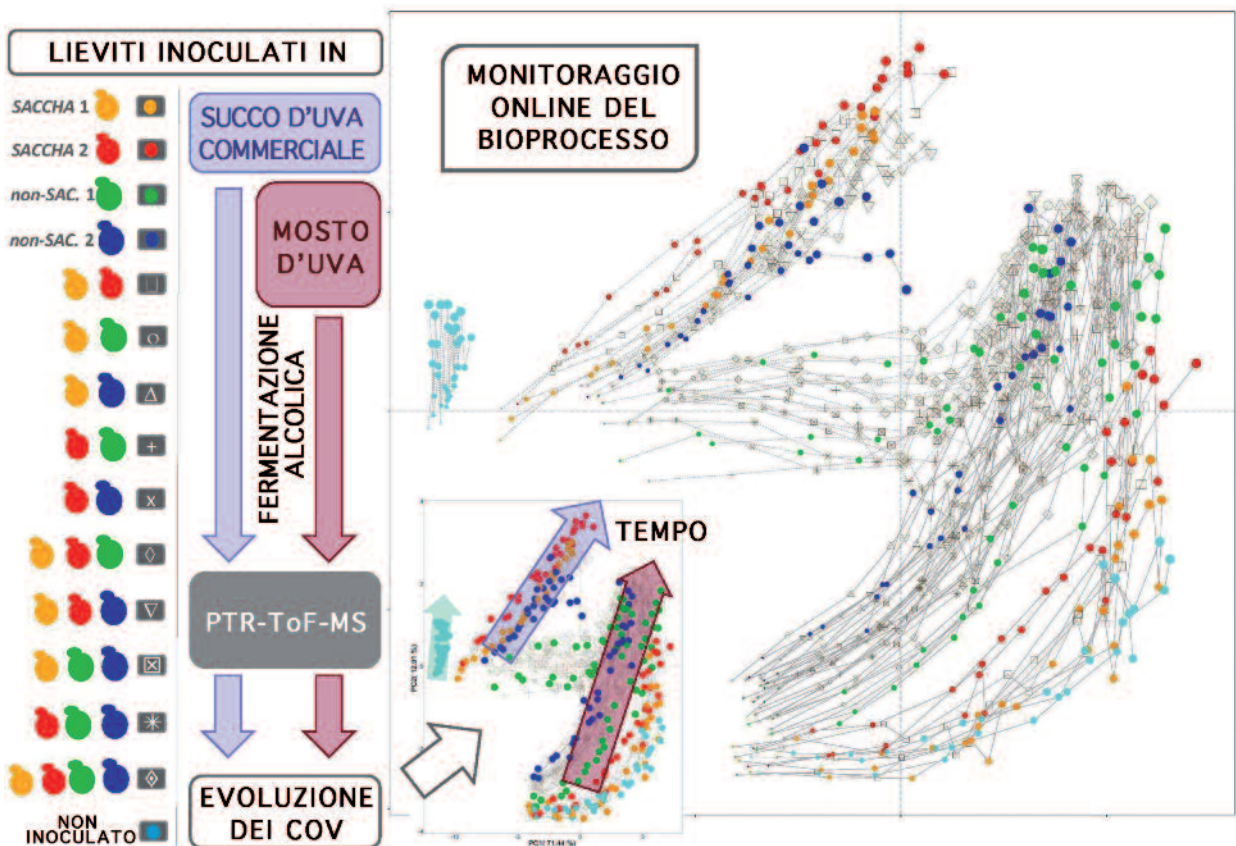 LIEVITI INOCULATI IN
SACCHA 1
SACCHA 2
non-SAC. 1
non-SAC. 2
+
x
NON
INOCULATO
SUCCO D'UVA
COMMERCIALE
MOSTO
D'UVA
FERMENTAZIONE
ALCOLICA
PTR-ToF-MS
EVOLUZIONE
DEI COV
MONITORAGGIO
ONLINE DEL
BIOPROCESSO
TEMPO